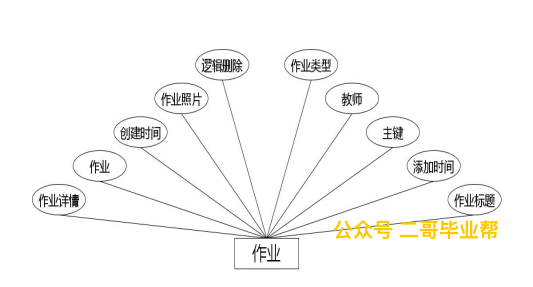 逻辑删除
作业类型
作业照片
教师
创建时间
主键
作业
添加时间
作业详情
作业标题
公众号 二哥毕业帮
作业